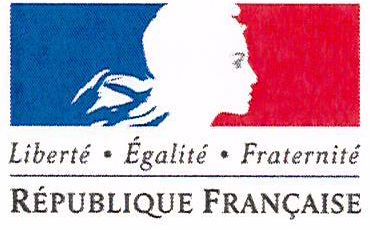 Liberté • Égalité • Fraternité
RÉPUBLIQUE FRANÇAISE